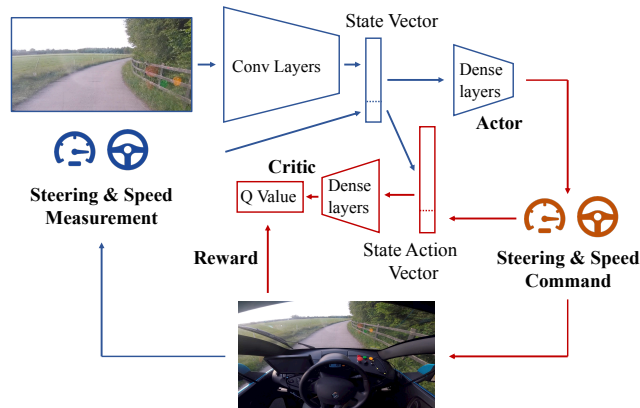 State Vector
Conv Layers
Dense
layers
Actor
Critic
Steering & Speed
Measurement
Q Value
Dense
layers
State Action
Vector
Reward
Steering & Speed
Command